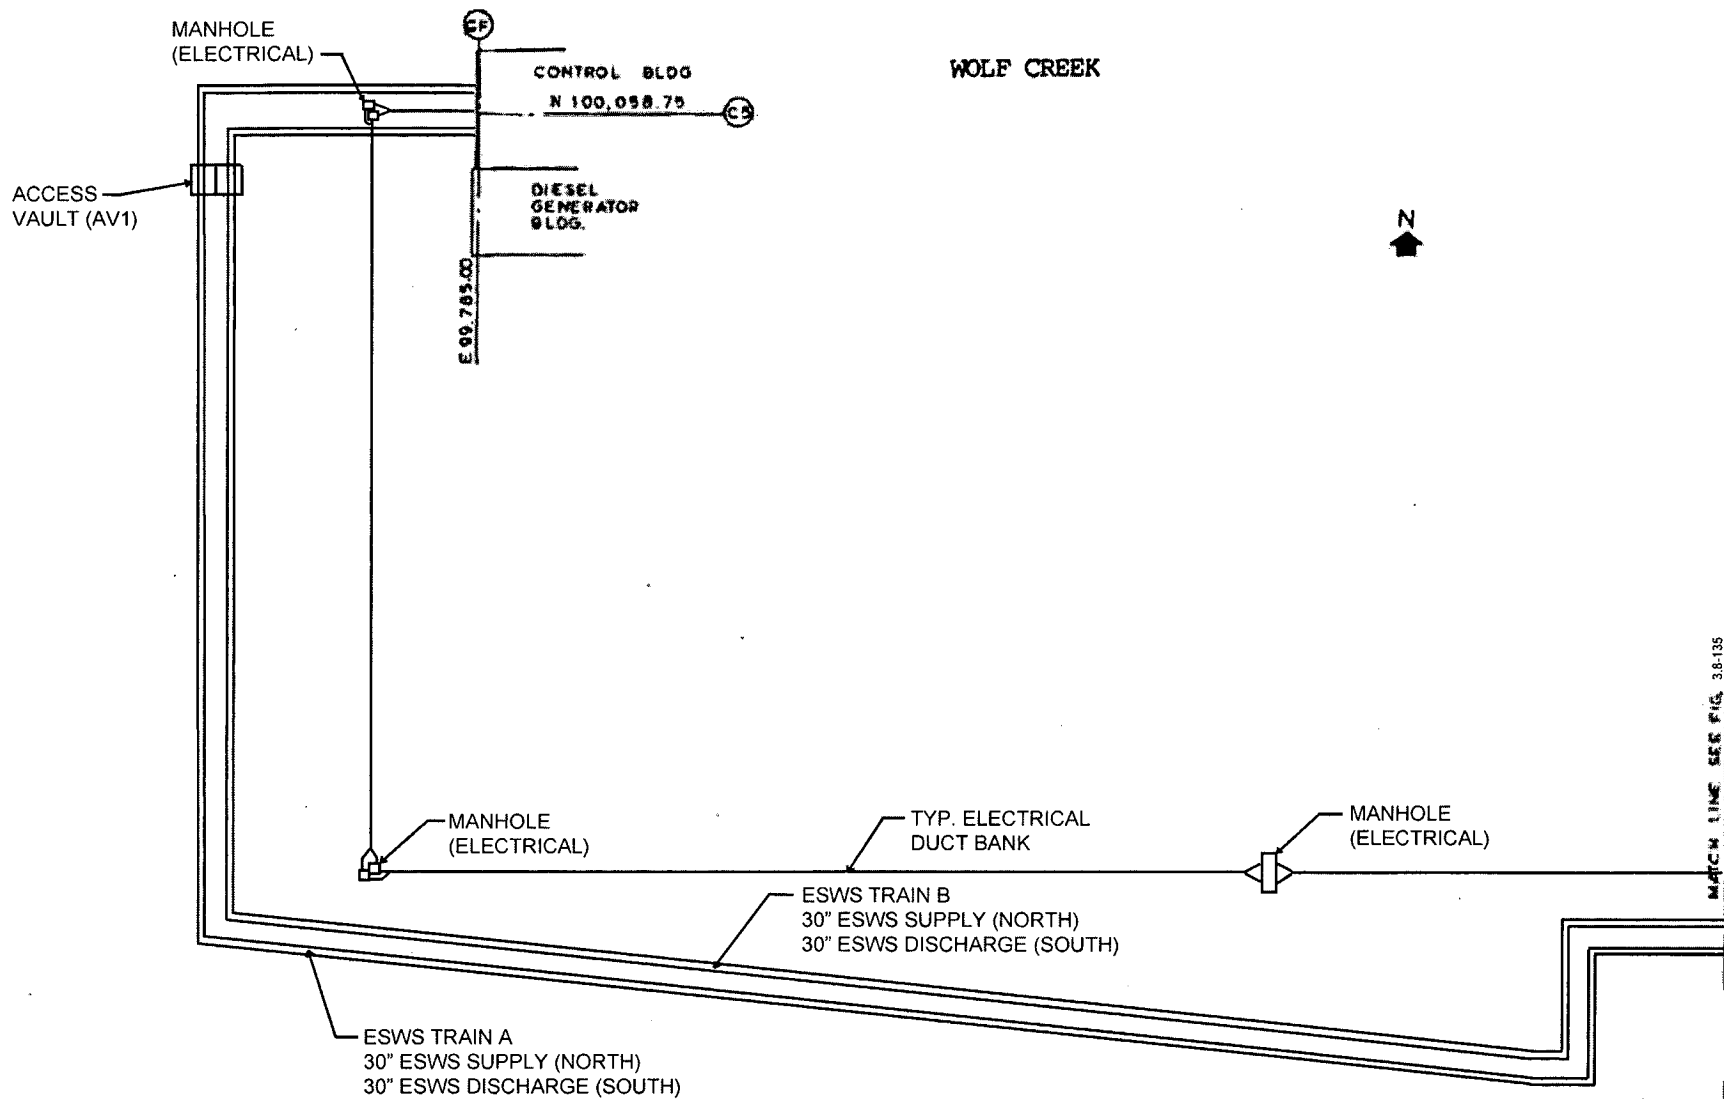 MANHOLE
(ELECTRICAL)
CF
CONTROL BLDG
WOLF CREEK
N 100,058.75
C5
ACCESS
VAULT (AV1)
DIESEL
GENERATOR
BLDG.
N
E 99,785.00
MATCH LINE SEE FIG. 3.8-135
MANHOLE
(ELECTRICAL)
TYP. ELECTRICAL
DUCT BANK
MANHOLE
(ELECTRICAL)
ESWS TRAIN B
30" ESWS SUPPLY (NORTH)
30" ESWS DISCHARGE (SOUTH)
ESWS TRAIN A
30" ESWS SUPPLY (NORTH)
30" ESWS DISCHARGE (SOUTH)